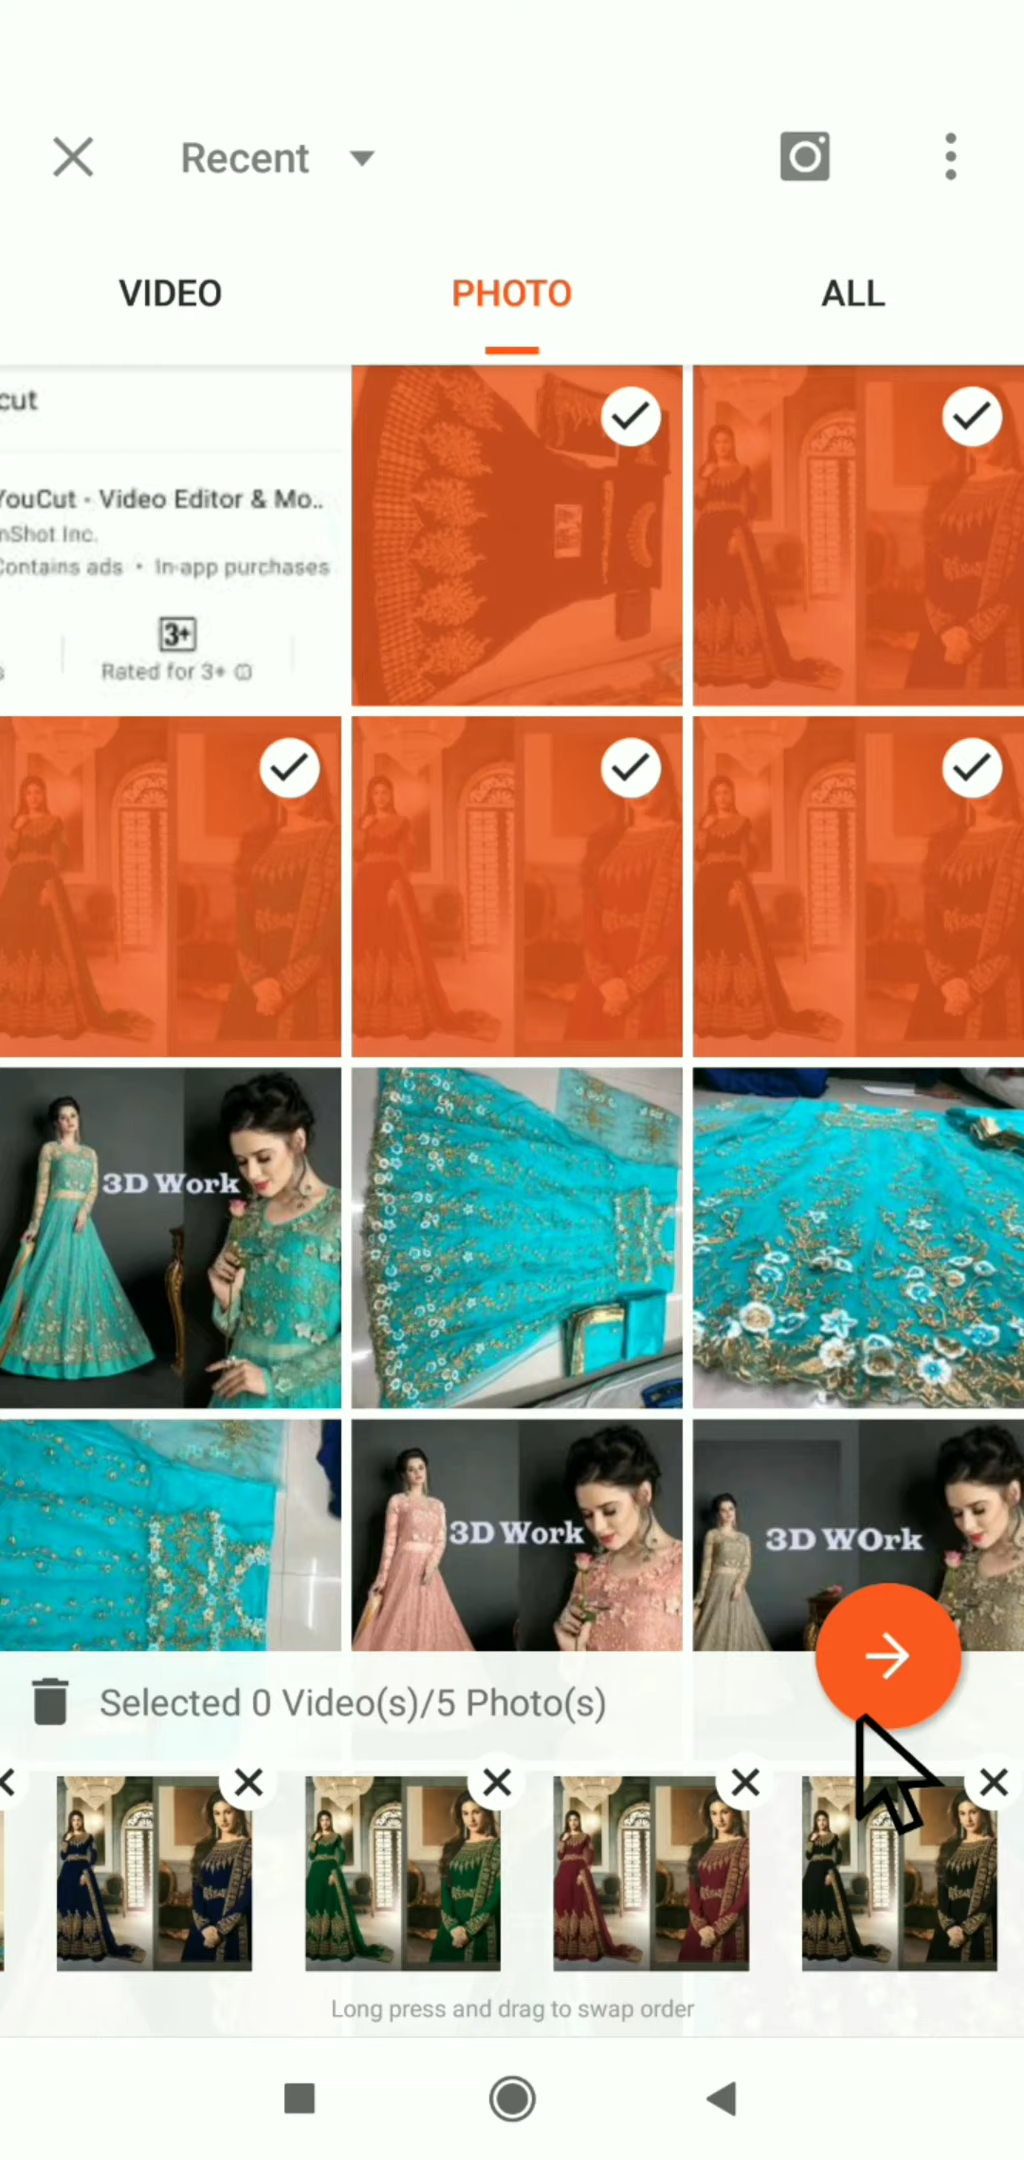 Recent
VIDEO PHOTO ALL
cut
YouCut - Video Editor & Mo..
nShot Inc.
Contains ads • In-app purchases
3+
Rated for 3+
3D Work
3D Work
3D WOrk
Selected 0 Video(s)/5 Photo(s)
Long press and drag to swap order